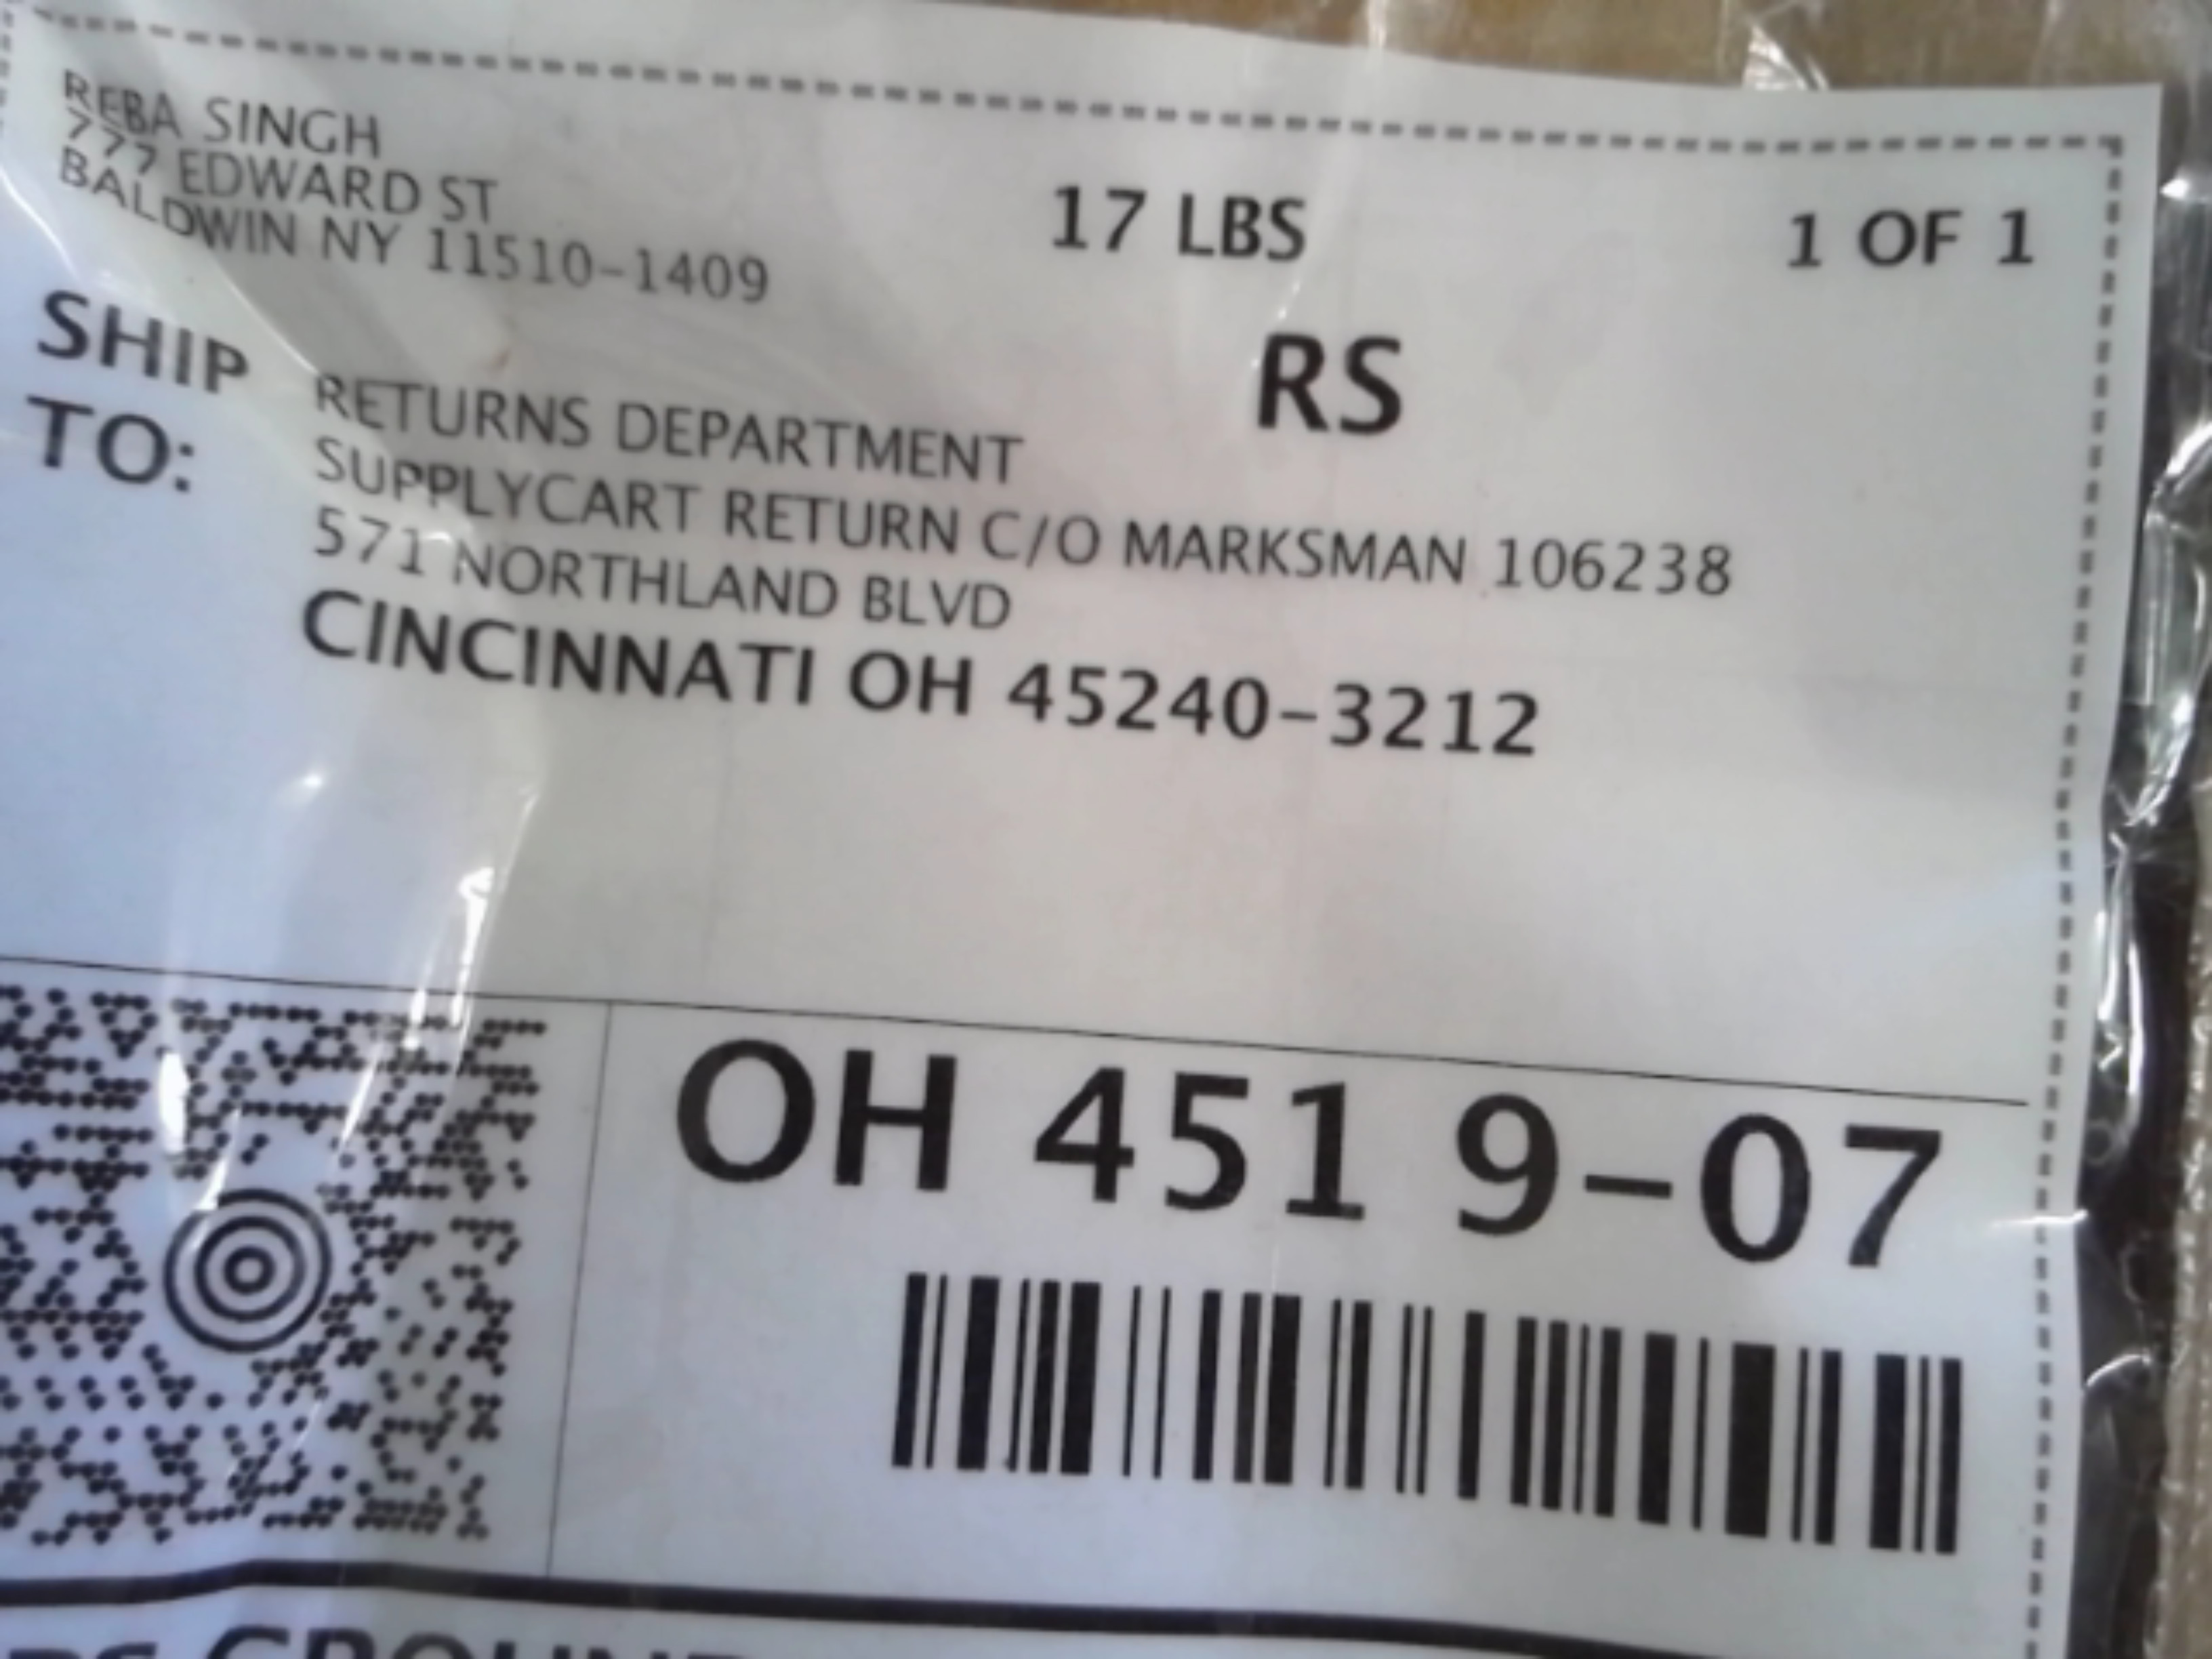 REBA SINGH
777 EDWARD ST
BALDWIN NY 11510-1409
17 LBS
1 OF 1
RS
SHIP
TO:
RETURNS DEPARTMENT
SUPPLYCART RETURN C/O MARKSMAN 106238
571 NORTHLAND BLVD
CINCINNATI OH 45240-3212
OH 451 9-07
GROUND